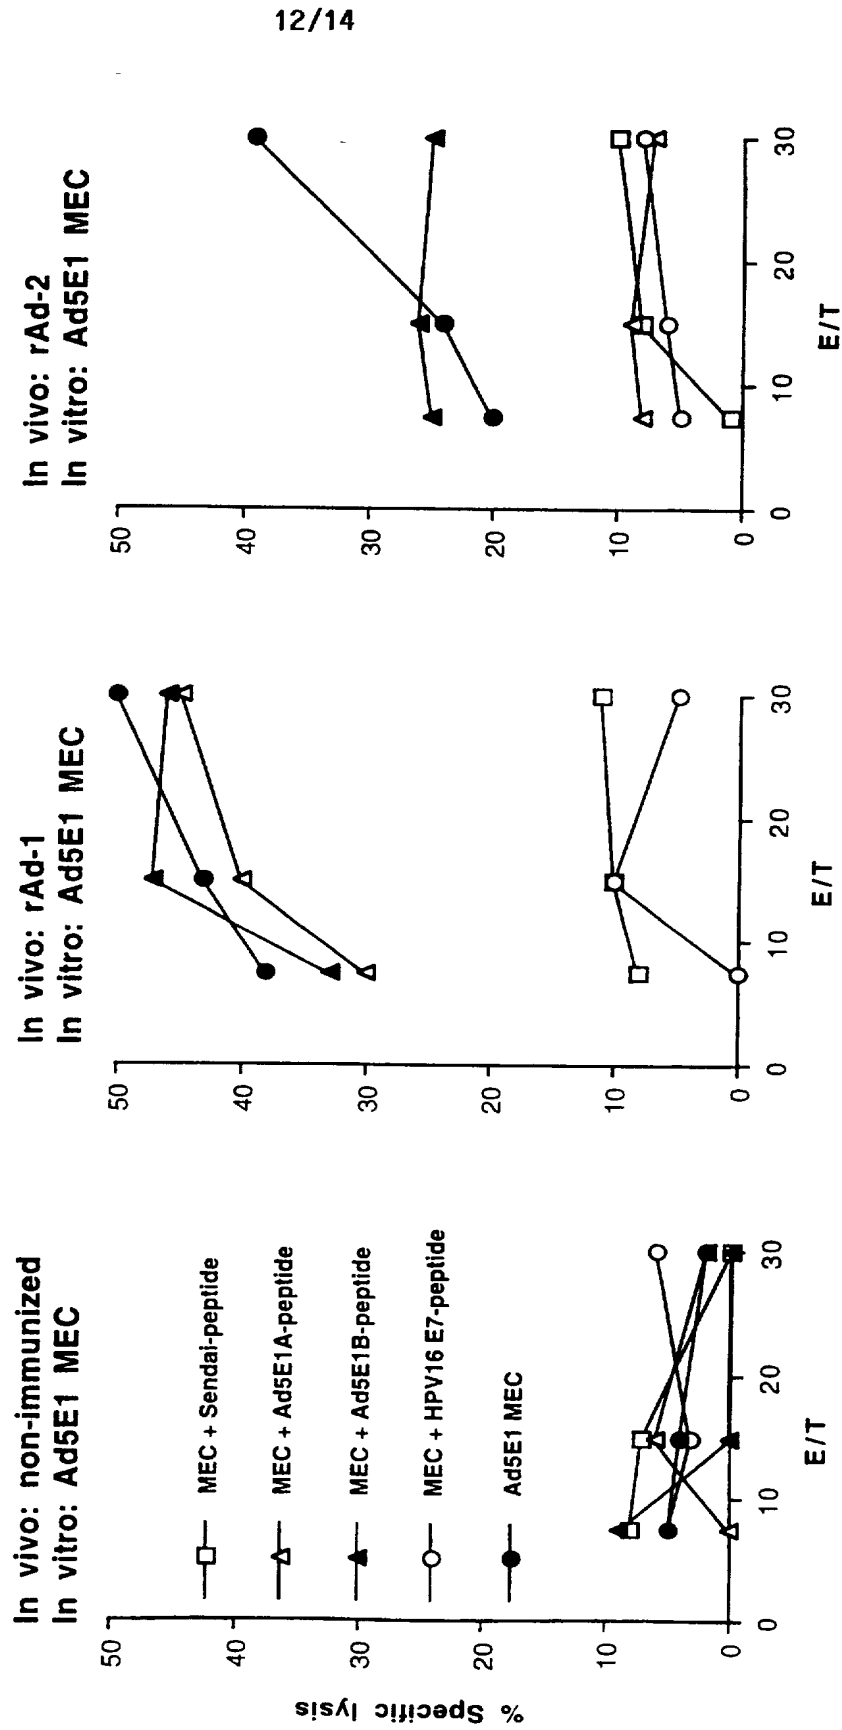 12/14
In vivo: non-immunized
In vitro: Ad5E1 MEC
50
40
30
20
10
0
% Specific lysis
MEC + Sendai-peptide
MEC + Ad5E1A-peptide
MEC + Ad5E1B-peptide
MEC + HPV16 E7-peptide
Ad5E1 MEC
0
10
20
30
E/T
In vivo: rAd-1
In vitro: Ad5E1 MEC
50
40
30
20
10
0
0
10
20
30
E/T
In vivo: rAd-2
In vitro: Ad5E1 MEC
50
40
30
20
10
0
0
10
20
30
E/T